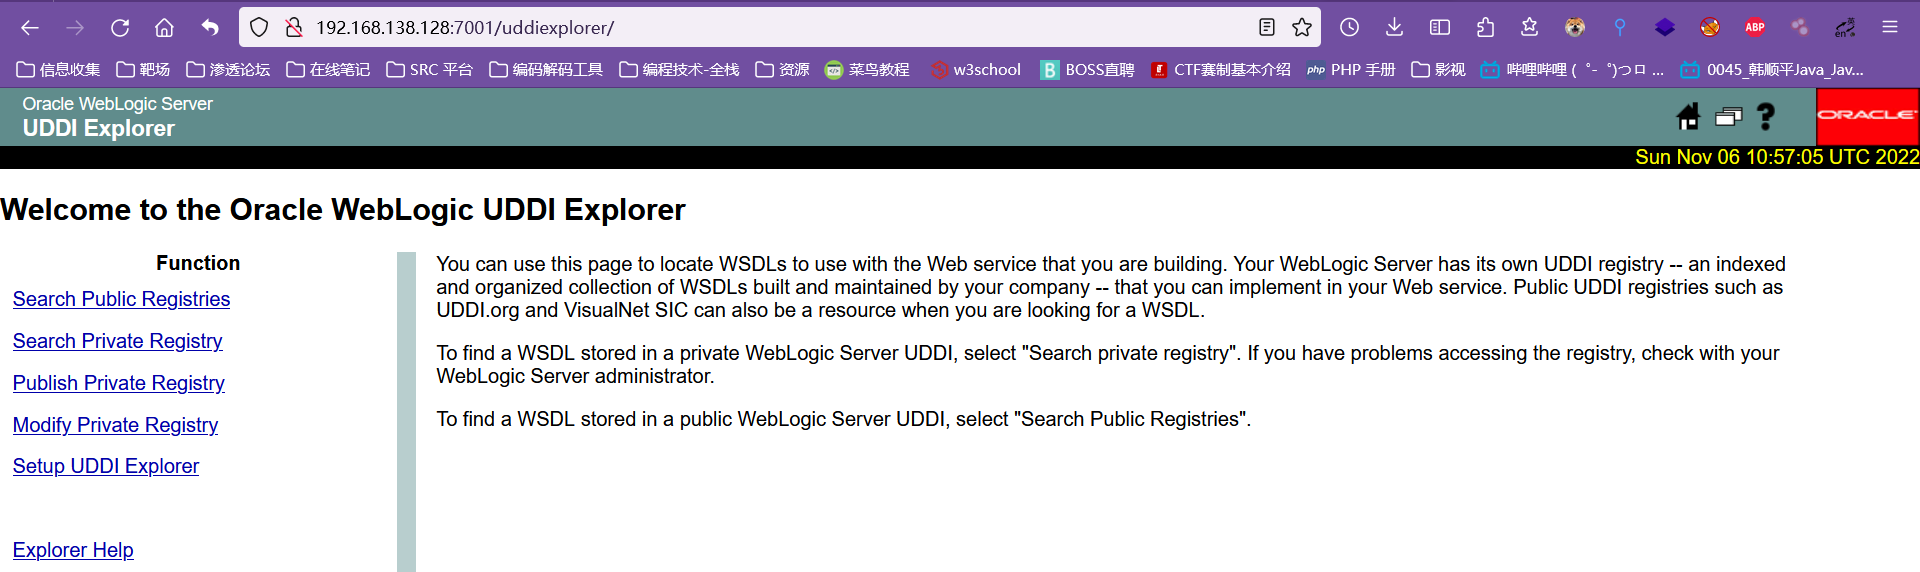 192.168.138.128:7001/uddiexplorer/
ABP
信息收集 靶场 渗透论坛 在线笔记 SRC 平台 编码解码工具 编程技术-全栈 资源 菜鸟教程 w3school BOSS直聘 CTF赛制基本介绍 php PHP 手册 影视 哔哩哔哩 (゜-゜)つロ ... 0045_韩顺平Java_Jav...
Oracle WebLogic Server
UDDI Explorer
ORACLE
Sun Nov 06 10:57:05 UTC 2022
Welcome to the Oracle WebLogic UDDI Explorer
Function
Search Public Registries
Search Private Registry
Publish Private Registry
Modify Private Registry
Setup UDDI Explorer
Explorer Help
You can use this page to locate WSDLs to use with the Web service that you are building. Your WebLogic Server has its own UDDI registry -- an indexed
and organized collection of WSDLs built and maintained by your company -- that you can implement in your Web service. Public UDDI registries such as
UDDI.org and VisualNet SIC can also be a resource when you are looking for a WSDL.
To find a WSDL stored in a private WebLogic Server UDDI, select "Search private registry". If you have problems accessing the registry, check with your
WebLogic Server administrator.
To find a WSDL stored in a public WebLogic Server UDDI, select "Search Public Registries".